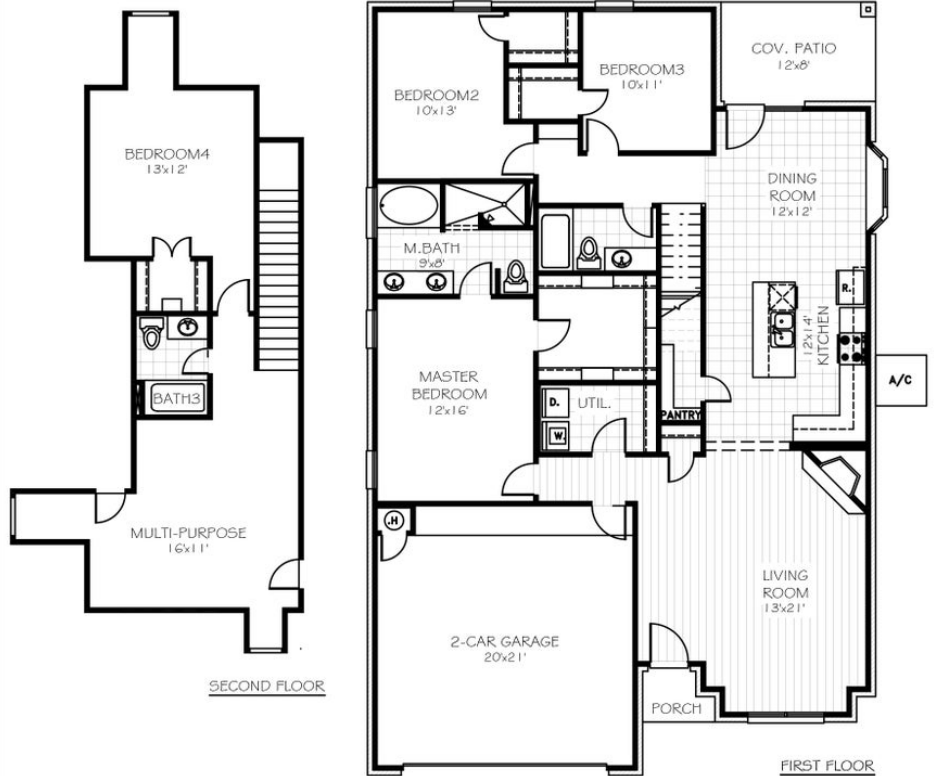 BEDROOM4
13'x12'
BATH3
MULTI-PURPOSE
16'x11'
SECOND FLOOR
COV. PATIO
12'x8'
BEDROOM2
10'x13'
BEDROOM3
10'x11'
DINING
ROOM
12'x12'
M.BATH
9'x8'
R.
12'x14'
KITCHEN
MASTER
BEDROOM
12'x16'
D.
W.
UTIL.
PANTRY
A/C
.H
LIVING
ROOM
13'x21'
2-CAR GARAGE
20'x21'
PORCH
FIRST FLOOR